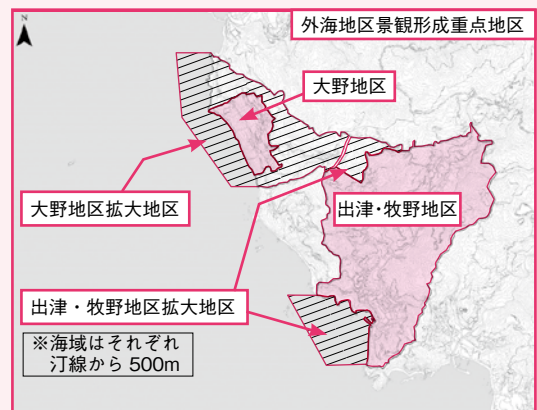 N
外海地区景観形成重点地区
大野地区
大野地区拡大地区
出津・牧野地区
出津・牧野地区拡大地区
※海域はそれぞれ
汀線から 500m